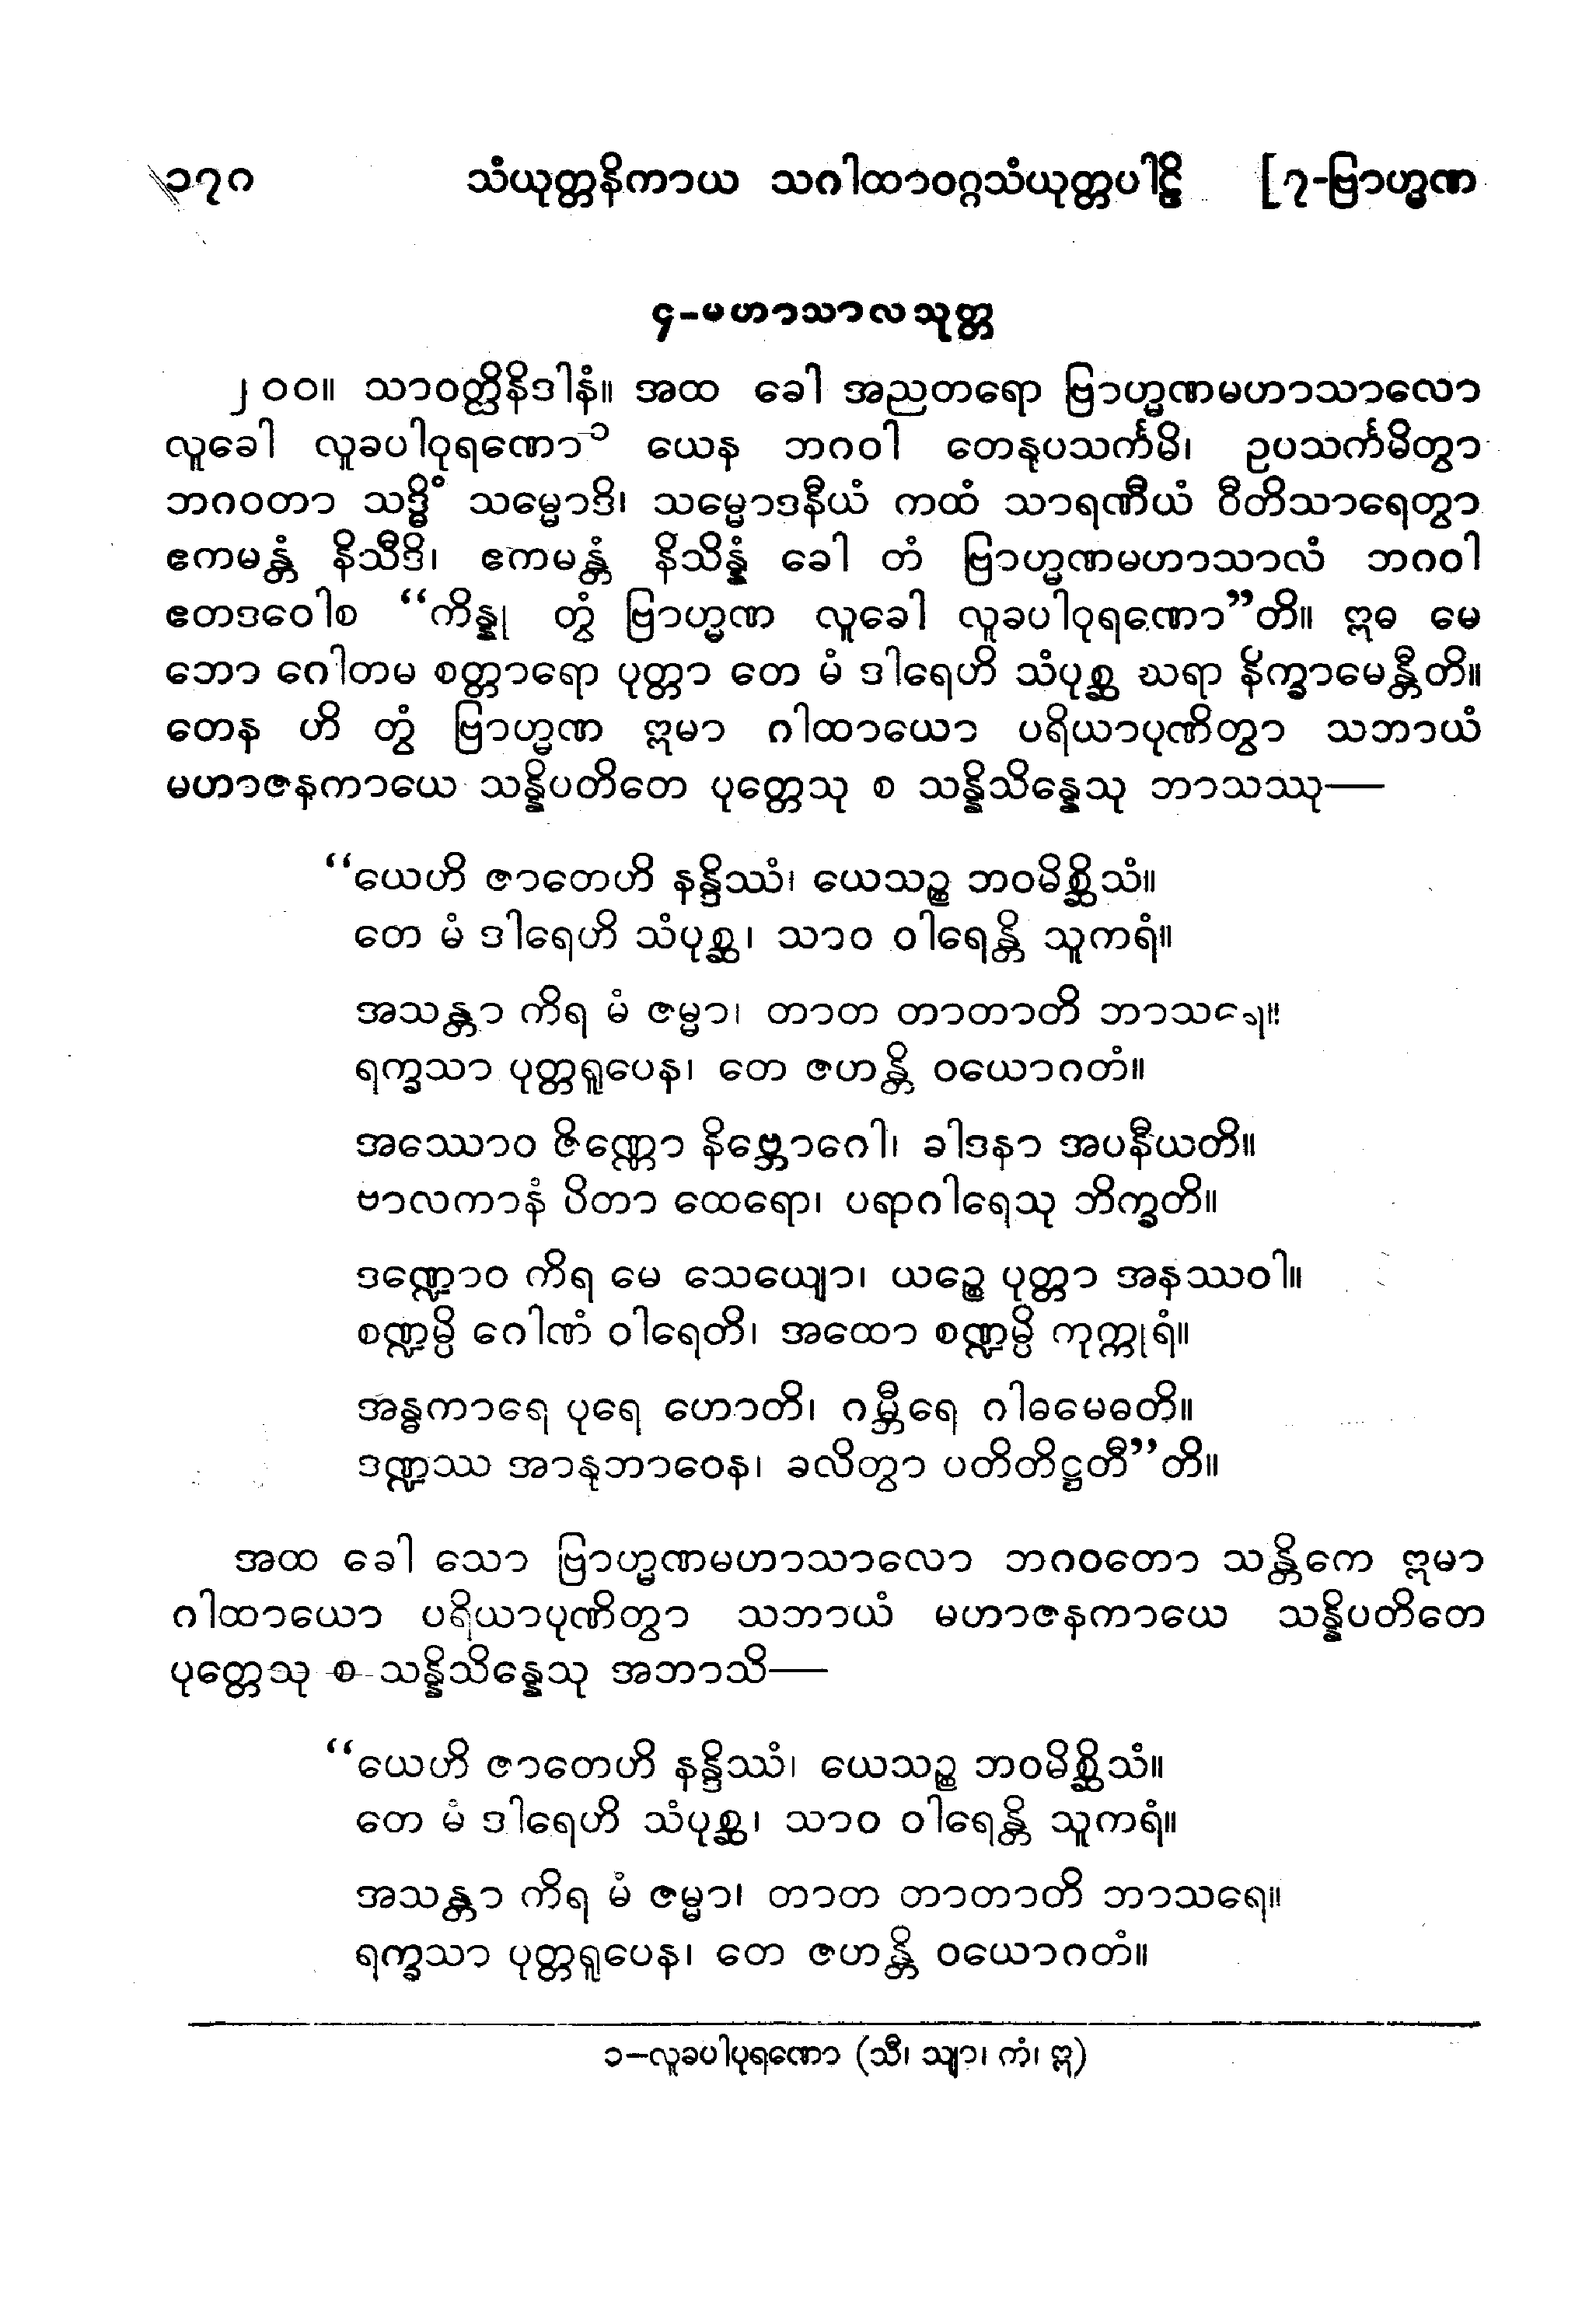 ၁၇ဂ သံယုတ္တနိကာယ သဂါထာဝဂ္ဂသံယုတ္တပါဠိ [၇-ဗြာဟ္မဏ
၄-မဟာသာလသုတ္တ
၂ဝဝ။ သာဝတ္ထိနိဒါနံ။ အထ ခေါ အညတရော ဗြာဟ္မဏမဟာသာလော
လူခေါ လူခပါဝုရဏော၁ ယေန ဘဂဝါ တေနုပသင်္ကမိ၊ ဥပသင်္ကမိတွာ
ဘဂဝတာ သဒ္ဓိံ သမ္မောဒိ၊ သမ္မောဒနီယံ ကထံ သာရဏီယံ ဝီတိသာရေတွာ
ဧကမန္တံ နိသီဒိ၊ ဧကမန္တံ နိသိန္နံ ခေါ တံ ဗြာဟ္မဏမဟာသာလံ ဘဂဝါ
ဧတဒဝေါစ “ကိန္နု တွံ ဗြာဟ္မဏ လူခေါ လူခပါဝုရဏော”တိ။ ဣဓ မေ
ဘော ဂေါတမ စတ္တာရော ပုတ္တာ တေ မံ ဒါရေဟိ သံပုစ္ဆ ဃရာ နိက္ခာမေန္တီတိ။
တေန ဟိ တွံ ဗြာဟ္မဏ ဣမာ ဂါထာယော ပရိယာပုဏိတွာ သဘာယံ
မဟာဇနကာယေ သန္နိပတိတေ ပုတ္တေသု စ သန္နိသိန္နေသု ဘာသဿု—
“ယေဟိ ဇာတေဟိ နန္ဒိဿံ၊ ယေသဉ္စ ဘဝမိစ္ဆိသံ။
တေ မံ ဒါရေဟိ သံပုစ္ဆ၊ သာဝ ဝါရေန္တိ သူကရံ။
အသန္တာ ကိရ မံ ဇမ္မာ၊ တာတ တာတာတိ ဘာသရေ။
ရက္ခသာ ပုတ္တရူပေန၊ တေ ဇဟန္တိ ဝယောဂတံ။
အဿောဝ ဇိဏ္ဏော နိဗ္ဘောဂေါ၊ ခါဒနာ အပနီယတိ။
ဗာလကာနံ ပိတာ ထေရော၊ ပရာဂါရေသု ဘိက္ခတိ။
ဒဏ္ဍောဝ ကိရ မေ သေယျော၊ ယဉ္စေ ပုတ္တာ အနဿဝါ။
စဏ္ဍမ္ပိ ဂေါဏံ ဝါရေတိ၊ အထော စဏ္ဍမ္ပိ ကုက္ကုရံ။
အန္ဓကာရေ ပုရေ ဟောတိ၊ ဂမ္ဘီရေ ဂါဓမေဓတိ။
ဒဏ္ဍဿ အာနုဘာဝေန၊ ခလိတွာ ပတိတိဋ္ဌတီ”တိ။
အထ ခေါ သော ဗြာဟ္မဏမဟာသာလော ဘဂဝတော သန္တိကေ ဣမာ
ဂါထာယော ပရိယာပုဏိတွာ သဘာယံ မဟာဇနကာယေ သန္နိပတိတေ
ပုတ္တေသု စ သန္နိသိန္နေသု အဘာသိ—
“ယေဟိ ဇာတေဟိ နန္ဒိဿံ၊ ယေသဉ္စ ဘဝမိစ္ဆိသံ။
တေ မံ ဒါရေဟိ သံပုစ္ဆ၊ သာဝ ဝါရေန္တိ သူကရံ။
အသန္တာ ကိရ မံ ဇမ္မာ၊ တာတ တာတာတိ ဘာသရေ။
ရက္ခသာ ပုတ္တရူပေန၊ တေ ဇဟန္တိ ဝယောဂတံ။
၁–လူခပါပုရဏော (သီ၊ သျာ၊ ကံ၊ ဣ)